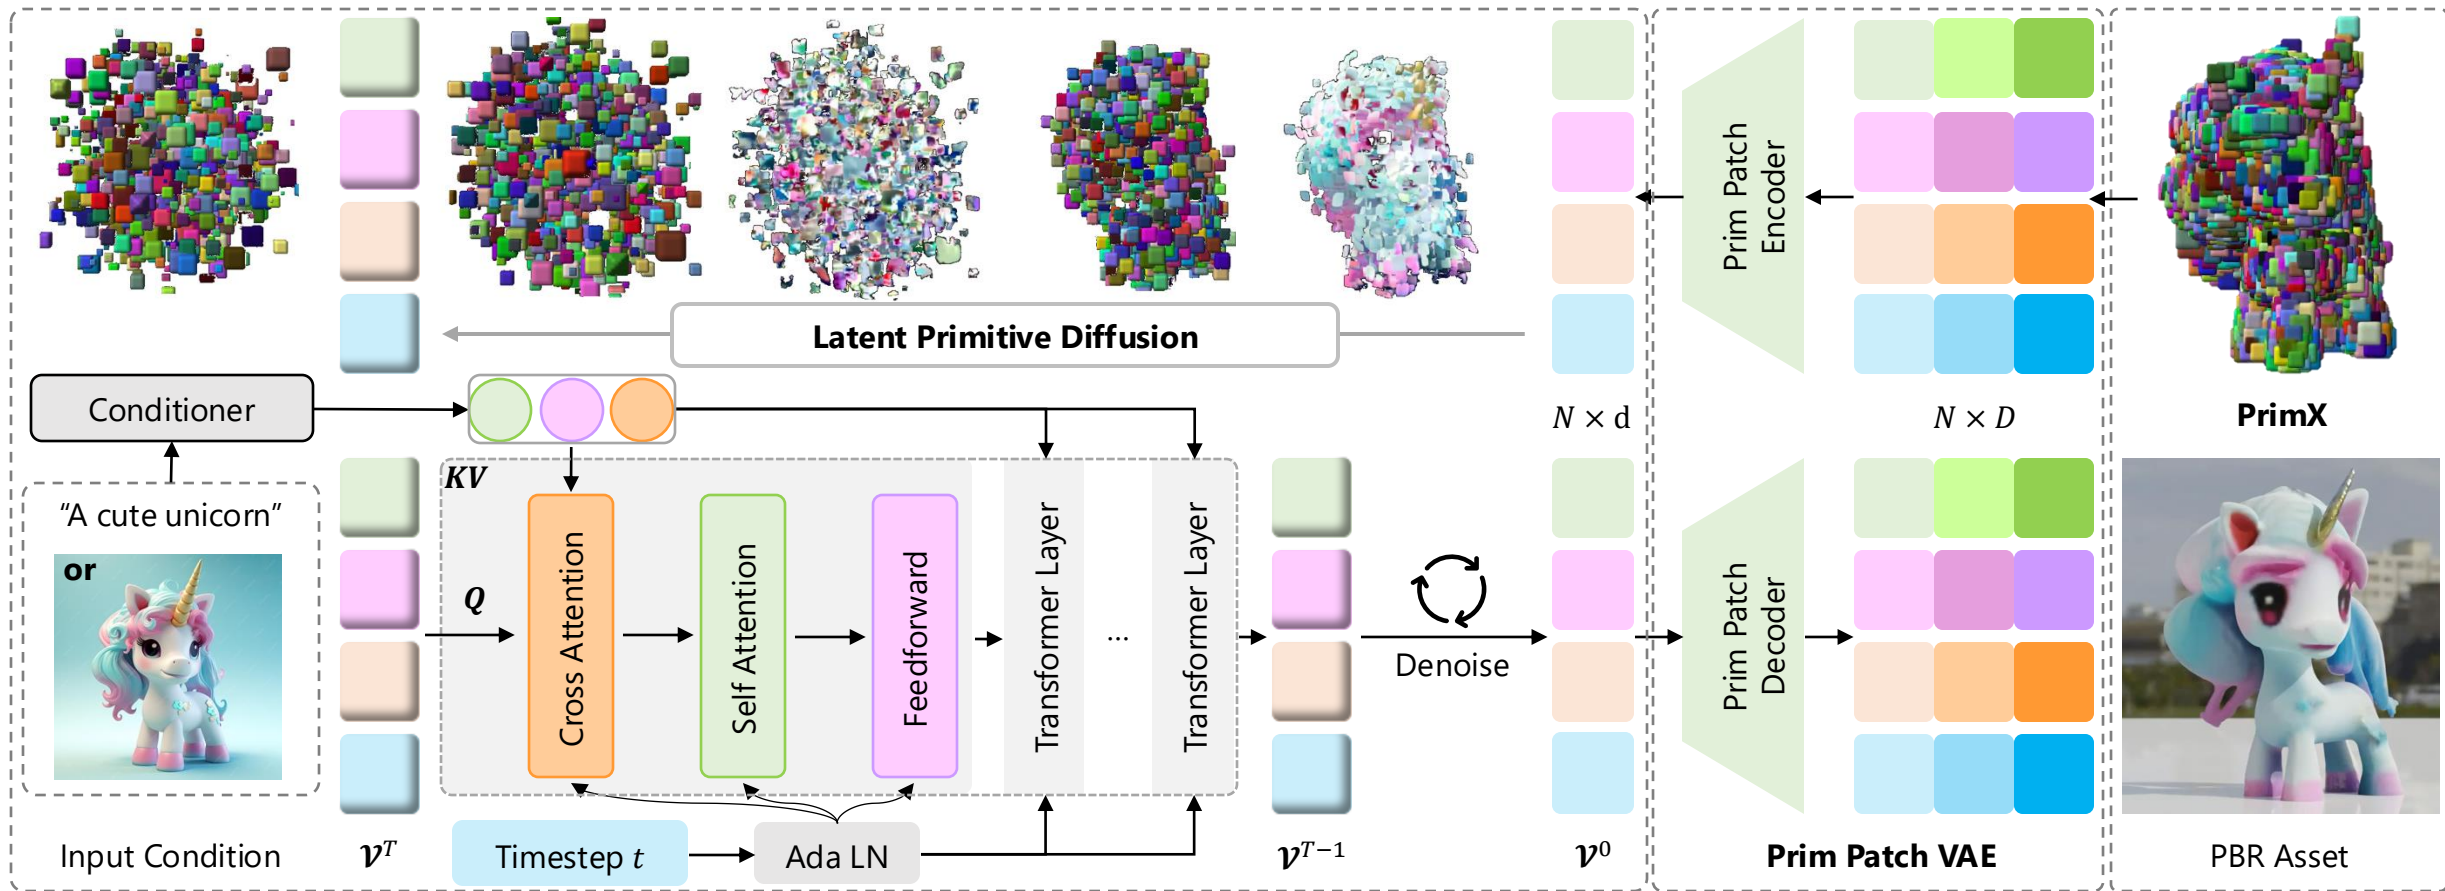 Latent Primitive Diffusion
Prim Patch
Encoder
N × d
N × D
PrimX
Conditioner
"A cute unicorn"
or
Input Condition
𝒱^T
KV
Q
Cross Attention
Self Attention
Feedforward
Transformer Layer
...
Transformer Layer
Timestep t
Ada LN
𝒱^{T−1}
Denoise
𝒱^0
Prim Patch
Decoder
Prim Patch VAE
PBR Asset